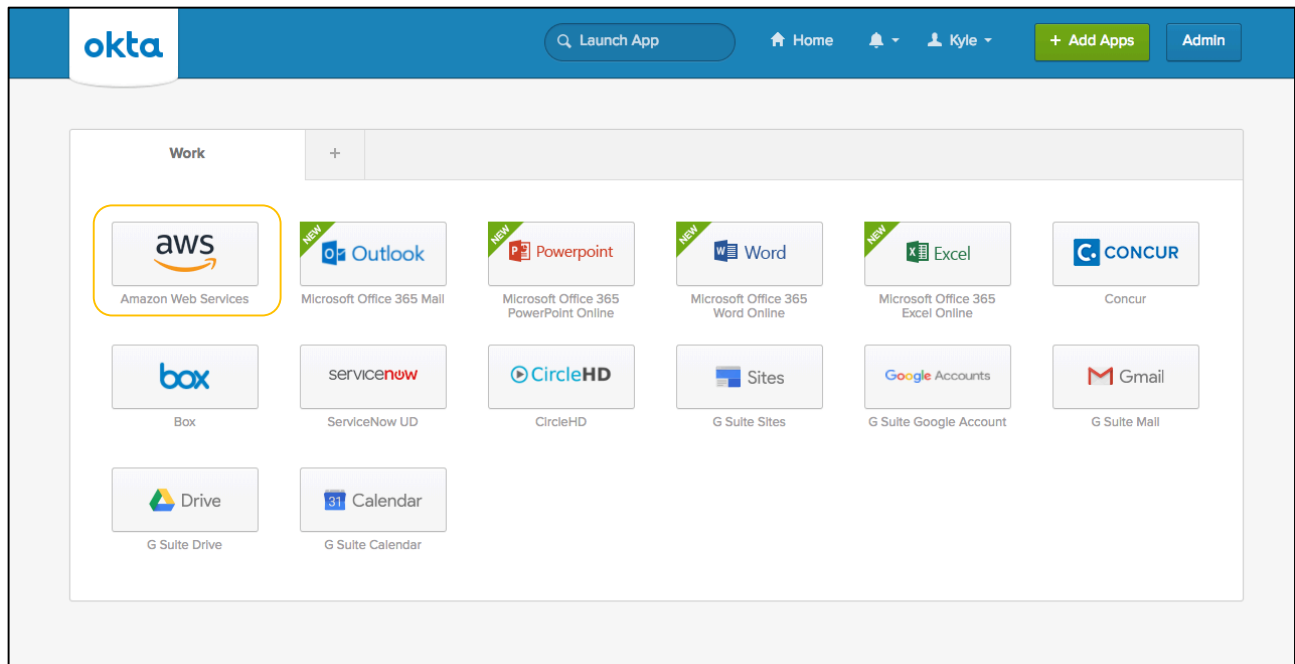 okta
Launch App
Home
Kyle
+ Add Apps
Admin
Work
+
aws
Amazon Web Services
NEW
Outlook
Microsoft Office 365 Mail
NEW
Powerpoint
Microsoft Office 365
PowerPoint Online
NEW
Word
Microsoft Office 365
Word Online
NEW
Excel
Microsoft Office 365
Excel Online
C. CONCUR
Concur
box
Box
servicenow
ServiceNow UD
CircleHD
CircleHD
Sites
G Suite Sites
Google Accounts
G Suite Google Account
Gmail
G Suite Mail
Drive
G Suite Drive
31 Calendar
G Suite Calendar